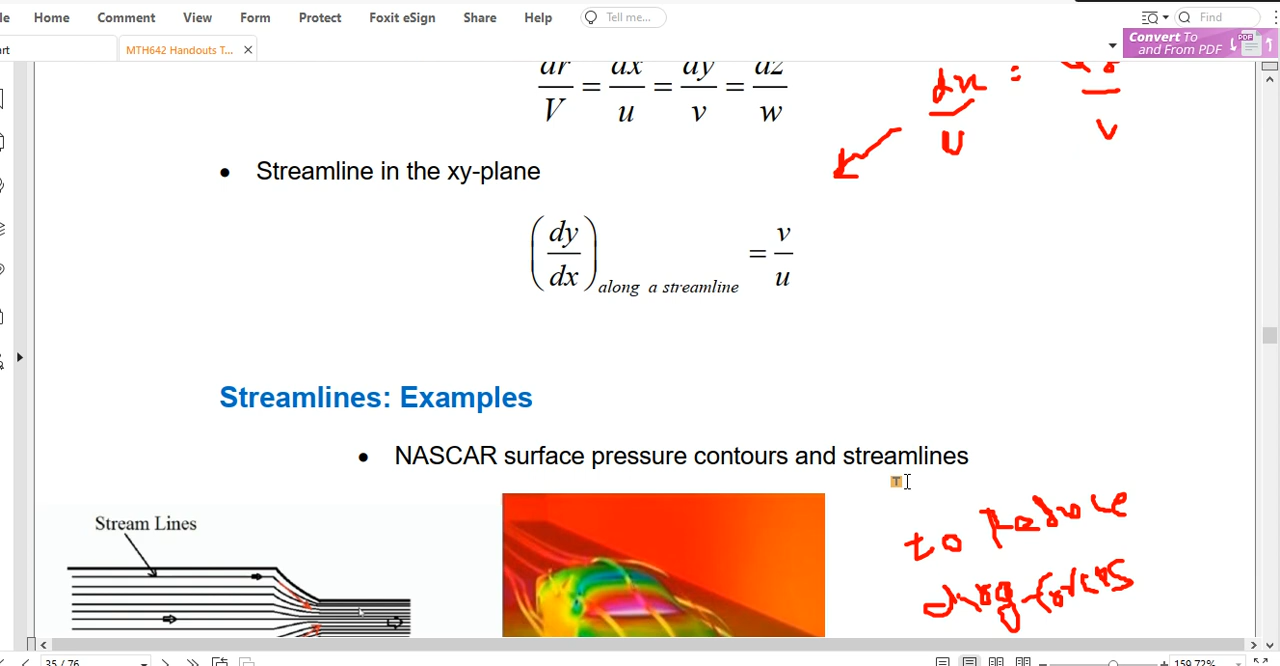 Home Comment View Form Protect Foxit eSign Share Help Tell me... Find
Convert To
and From PDF
MTH642 Handouts T...
dr/V = dx/u = dy/v = dz/w
dx/u =
v
• Streamline in the xy-plane
(dy/dx) along a streamline = v/u
Streamlines: Examples
• NASCAR surface pressure contours and streamlines
T
to reduce
drag forces
Stream Lines
35 / 76
159.72%